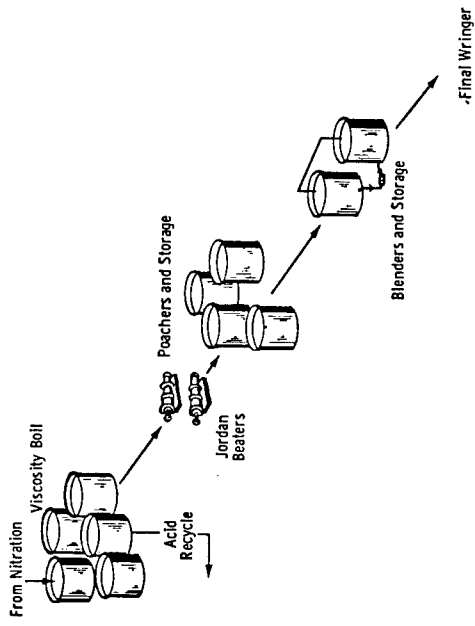 From Nitration
Viscosity Boil
Acid
Recycle
Jordan
Beaters
Poachers and Storage
Blenders and Storage
Final Wringer